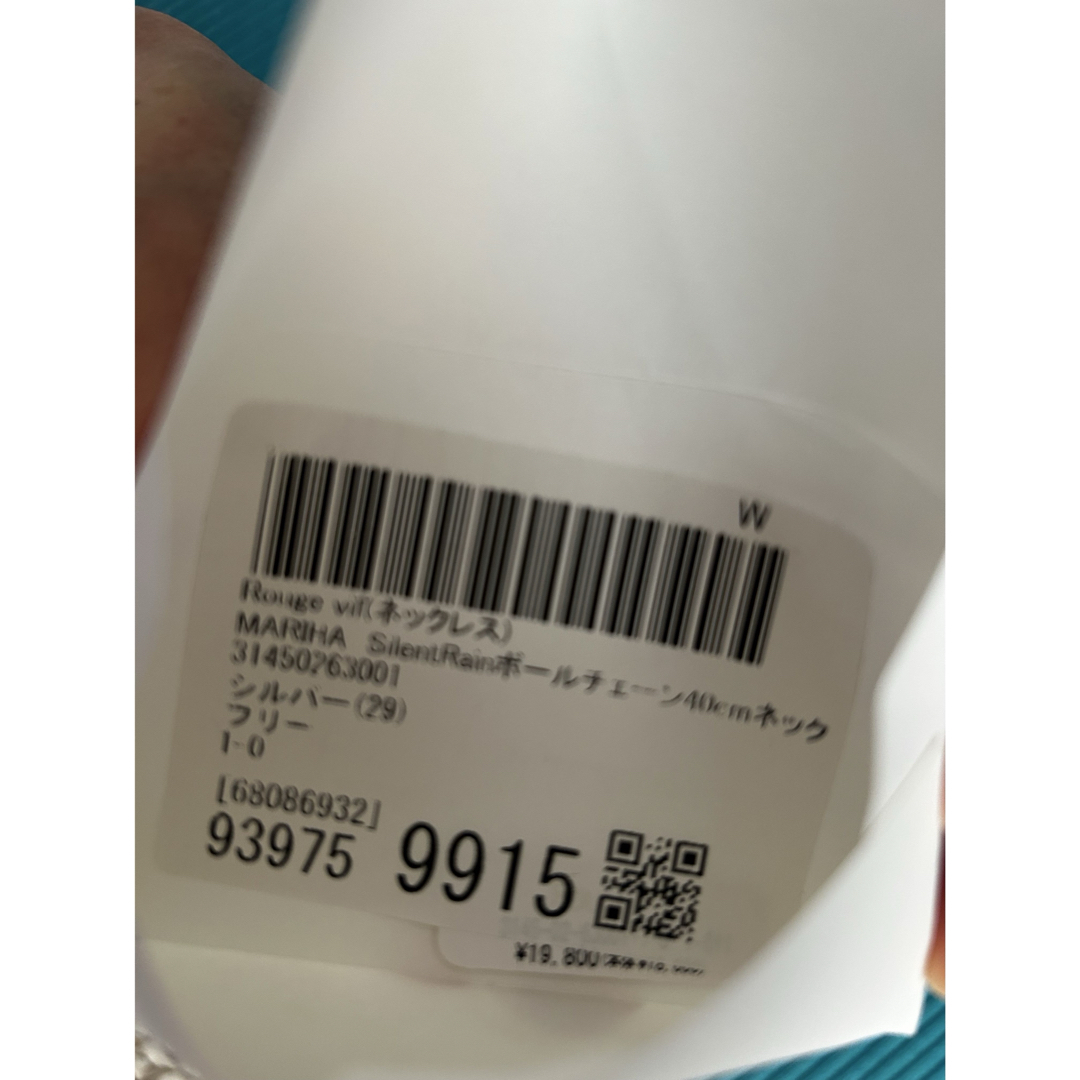 W
Rouge vif(ネックレス)
MARIHA SilentRainボールチェーン40cmネック
31450263001
シルバー(29)
フリー
1-0
[68086932]
93975 9915
¥19,800